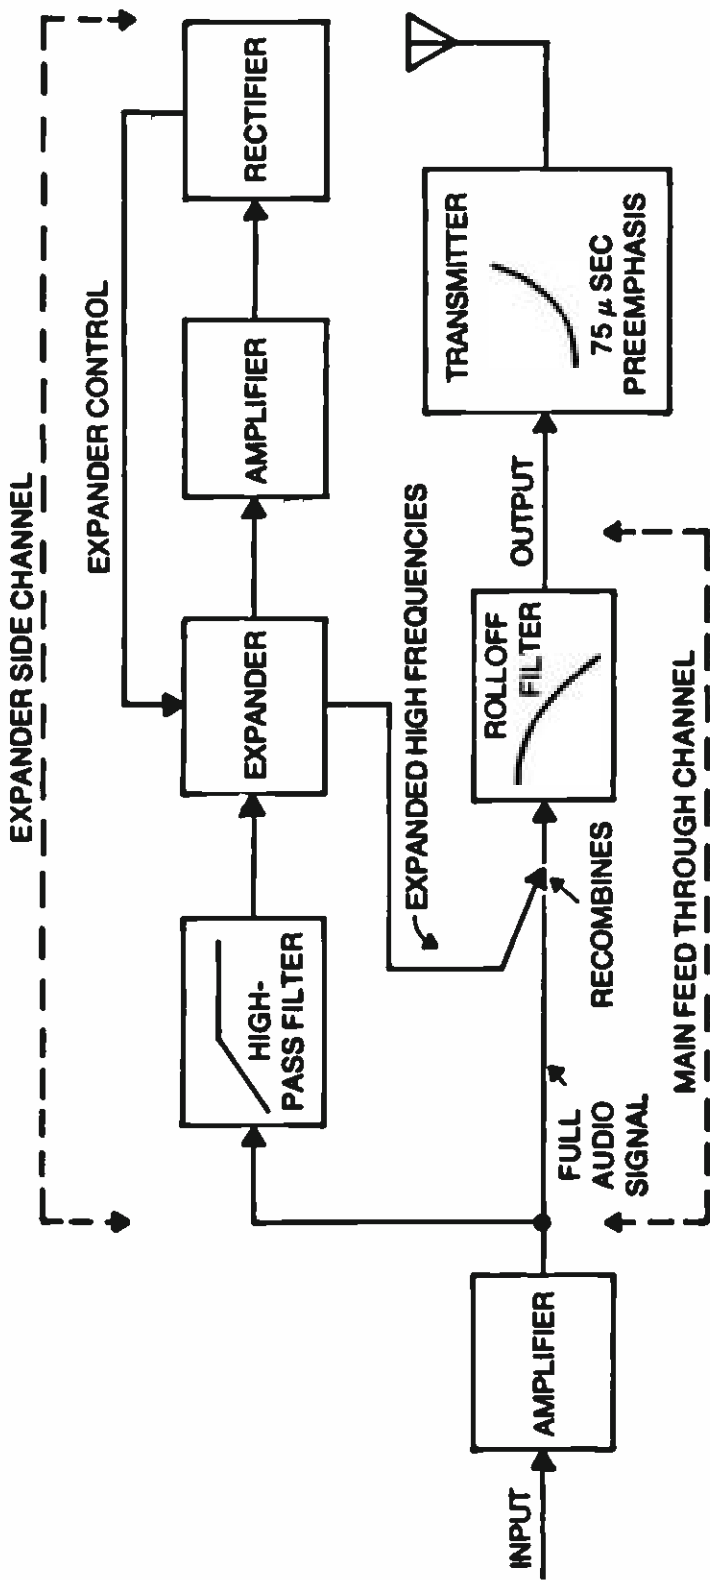 EXPANDER SIDE CHANNEL
EXPANDER CONTROL
HIGH-
PASS FILTER
EXPANDER
AMPLIFIER
RECTIFIER
EXPANDED HIGH FREQUENCIES
INPUT
AMPLIFIER
FULL
AUDIO
SIGNAL
RECOMBINES
ROLLOFF
FILTER
OUTPUT
TRANSMITTER
75 μ SEC
PREEMPHASIS
MAIN FEED THROUGH CHANNEL